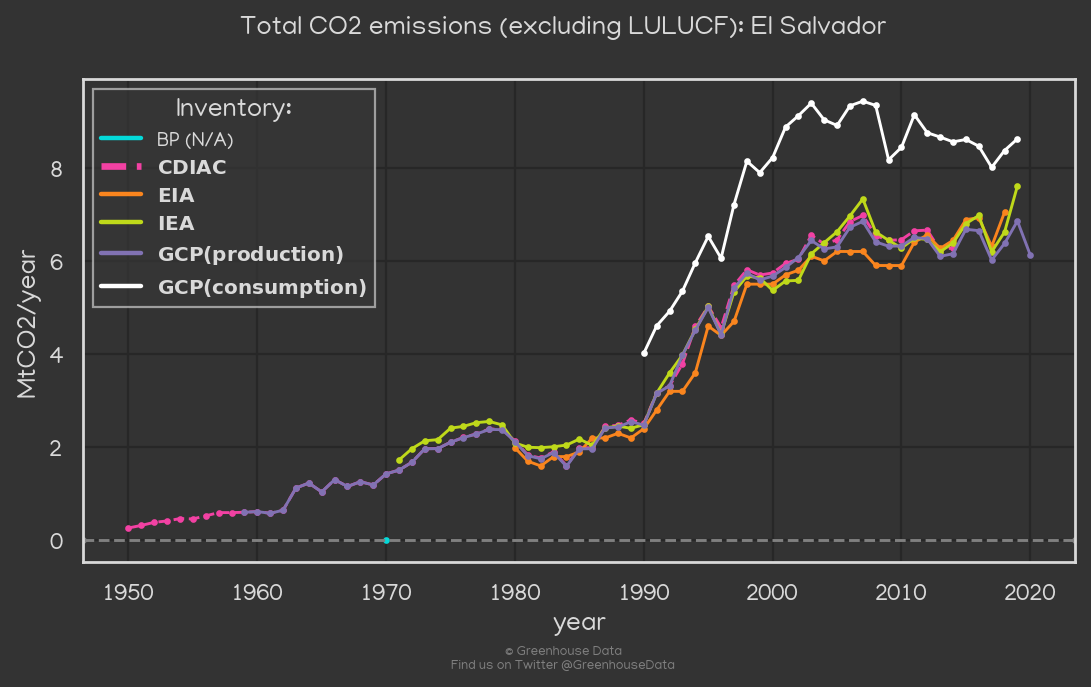 Total CO2 emissions (excluding LULUCF): El Salvador
Inventory:
BP (N/A)
CDIAC
EIA
IEA
GCP(production)
GCP(consumption)
MtCO2/year
8
6
4
2
0
1950 1960 1970 1980 1990 2000 2010 2020
year
© Greenhouse Data
Find us on Twitter @GreenhouseData